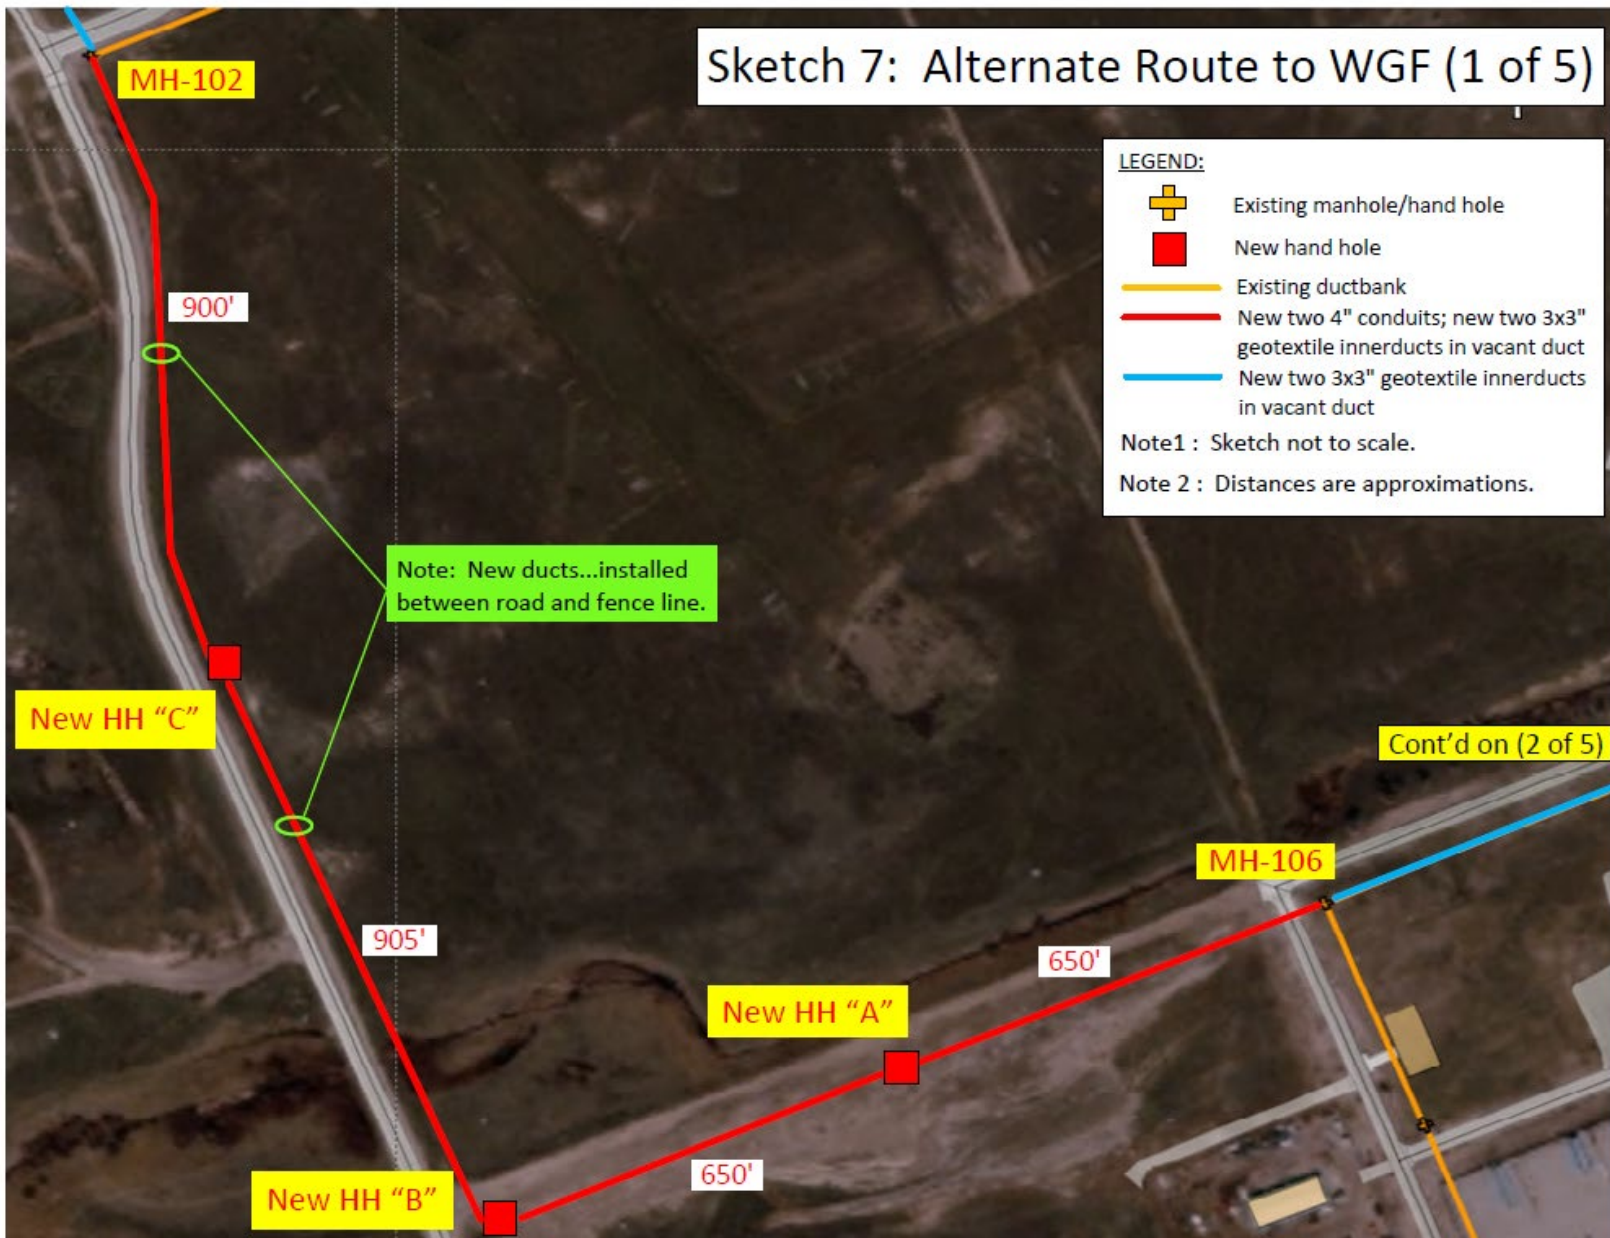 Sketch 7: Alternate Route to WGF (1 of 5)
MH-102
LEGEND:
Existing manhole/hand hole
New hand hole
Existing ductbank
New two 4" conduits; new two 3x3"
geotextile innerducts in vacant duct
New two 3x3" geotextile innerducts
in vacant duct
Note1 : Sketch not to scale.
Note 2 : Distances are approximations.
900'
Note: New ducts...installed
between road and fence line.
New HH “C”
Cont’d on (2 of 5)
MH-106
905'
650'
New HH “A”
650'
New HH “B”